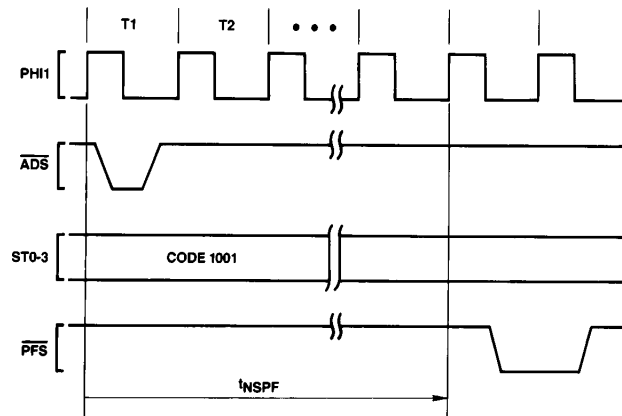 T1 T2 • • •
PHI1
ADS
ST0-3 CODE 1001
PFS
tNSPF